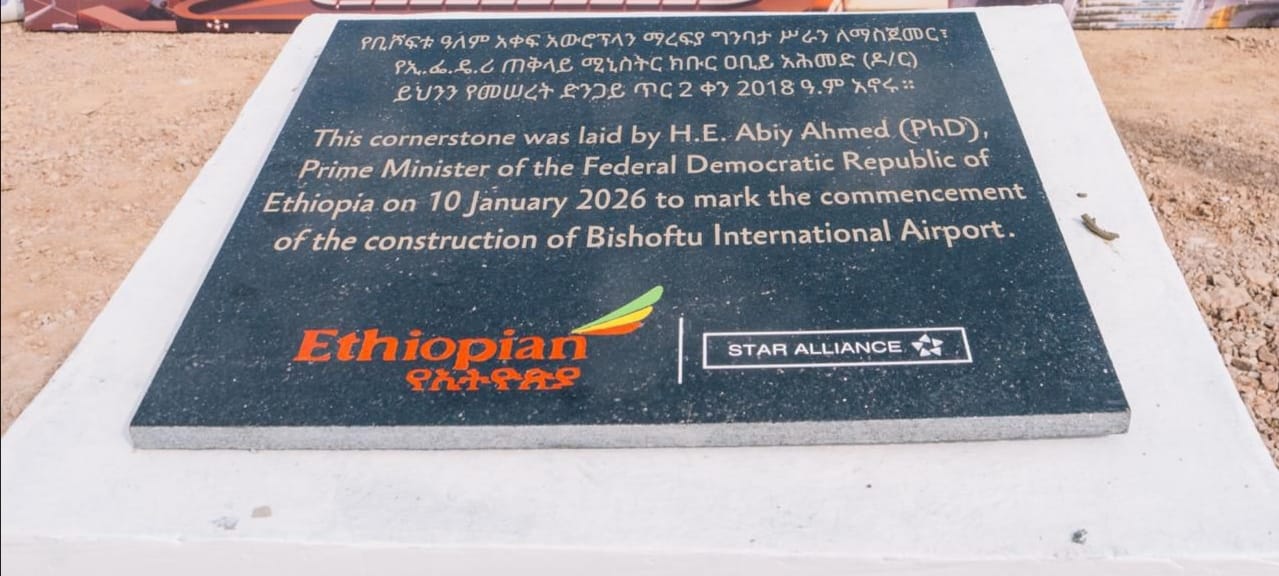 የቢሾፍቱ ዓለም አቀፍ አውሮፕላን ማረፍያ ግንባታ ሥራን ለማስጀመር፣
የኢ.ፌ.ዴ.ሪ ጠቅላይ ሚኒስትር ክቡር ዐቢይ አሕመድ (ዶ/ር)
ይህንን የመሠረት ድንጋይ ጥር 2 ቀን 2018 ዓ.ም አኖሩ።
This cornerstone was laid by H.E. Abiy Ahmed (PhD),
Prime Minister of the Federal Democratic Republic of
Ethiopia on 10 January 2026 to mark the commencement
of the construction of Bishoftu International Airport.
Ethiopian
የኢትዮጵያ
STAR ALLIANCE